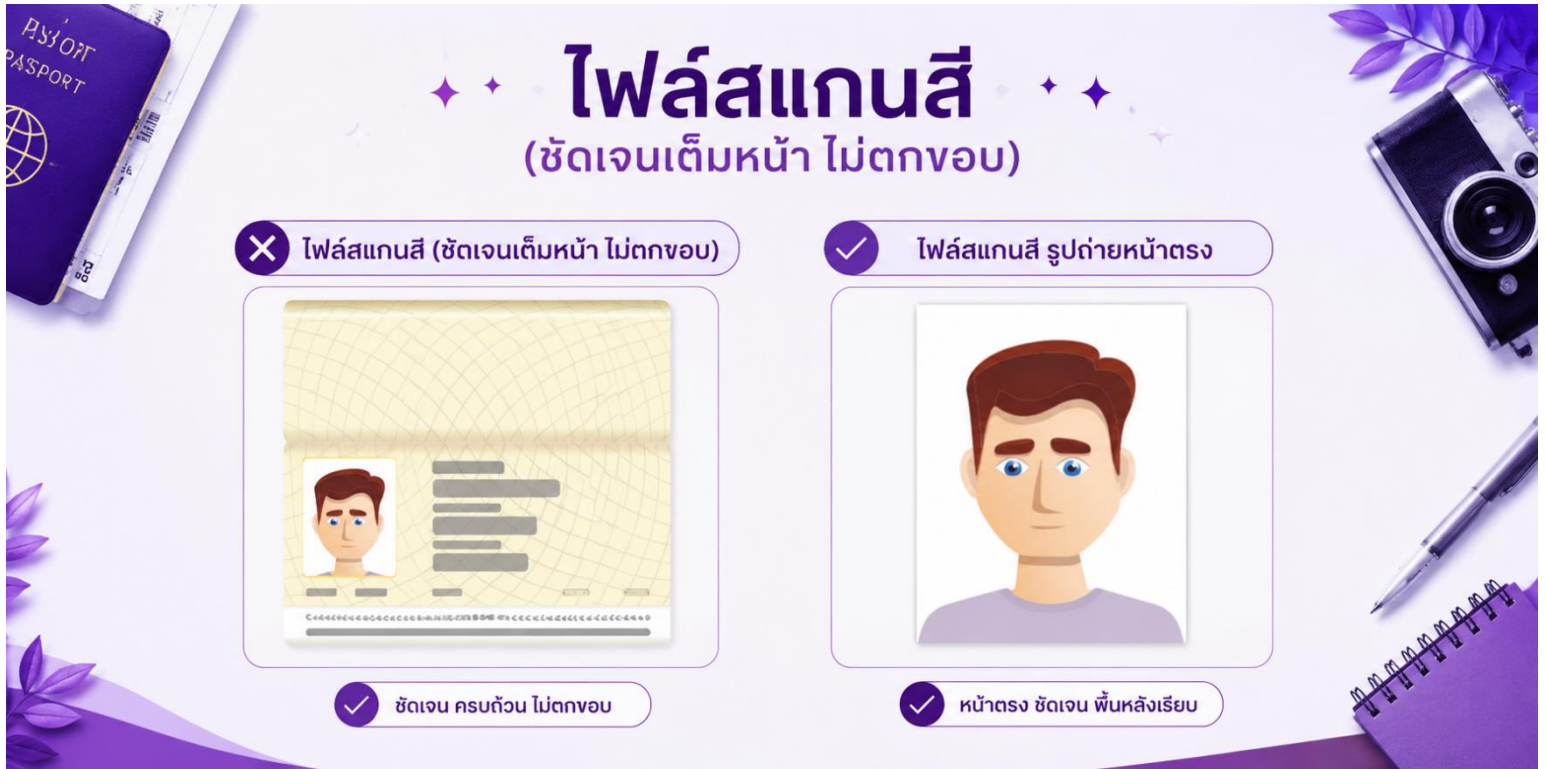 ไฟล์สแกนสี
(ชัดเจนเต็มหน้า ไม่ตกขอบ)
ไฟล์สแกนสี (ชัดเจนเต็มหน้า ไม่ตกขอบ)
ไฟล์สแกนสี รูปถ่ายหน้าตรง
ชัดเจน ครบถ้วน ไม่ตกขอบ
หน้าตรง ชัดเจน พื้นหลังเรียบ